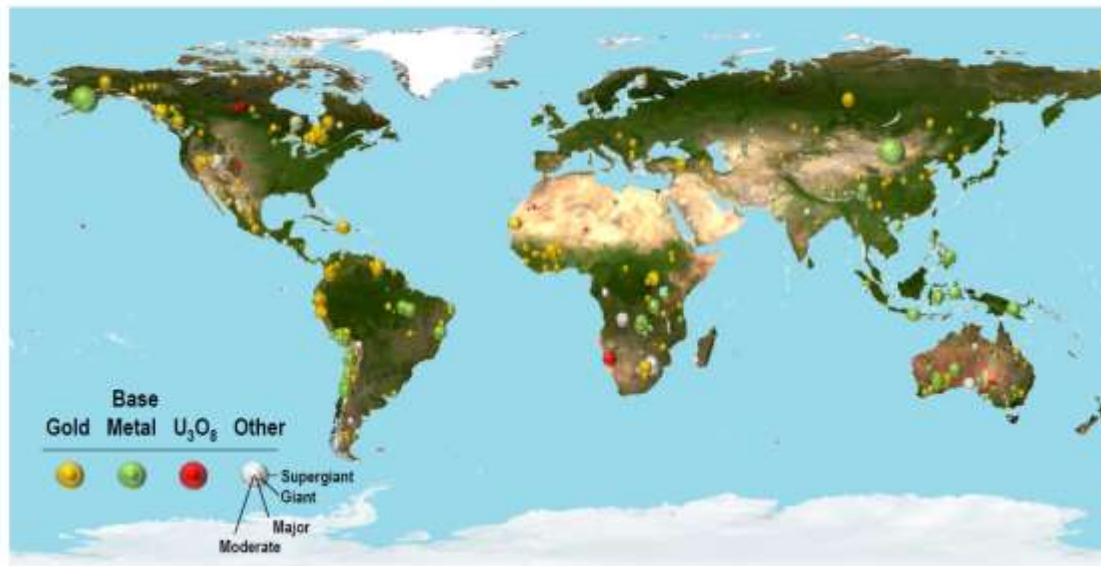 Base
Gold Metal U₃O₈ Other
Supergiant
Giant
Major
Moderate